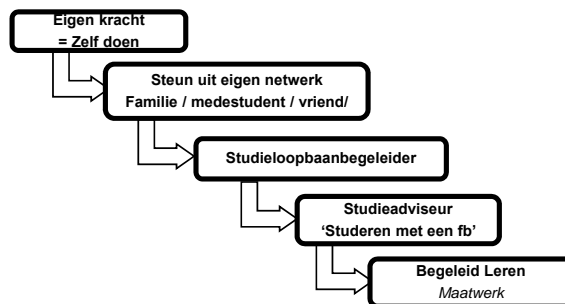 Eigen kracht
= Zelf doen
Steun uit eigen netwerk
Familie / medestudent / vriend/
Studieloopbaanbegeleider
Studieadviseur
‘Studeren met een fb’
Begeleid Leren
Maatwerk